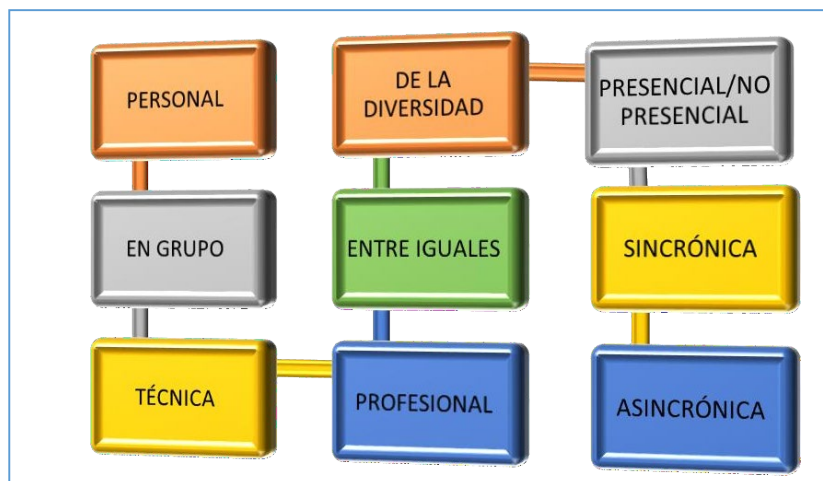 PERSONAL
EN GRUPO
TÉCNICA
PROFESIONAL
ENTRE IGUALES
DE LA
DIVERSIDAD
PRESENCIAL/NO
PRESENCIAL
SINCRÓNICA
ASINCRÓNICA